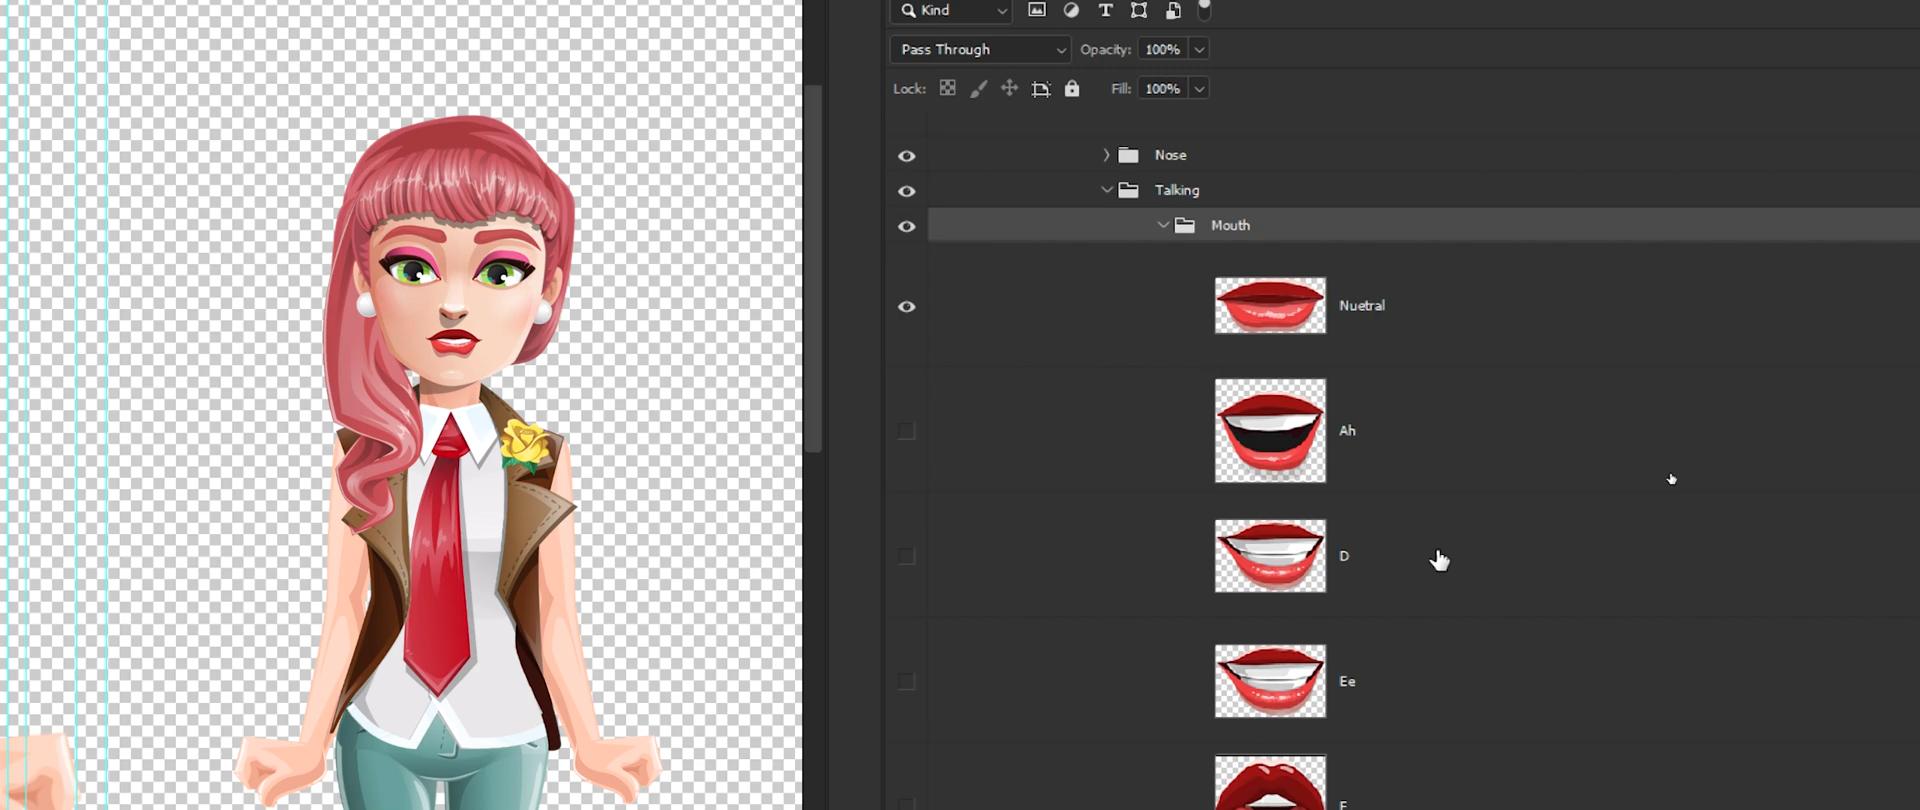 Kind
Pass Through
Opacity: 100%
Lock:
Fill: 100%
Nose
Talking
Mouth
Nuetral
Ah
D
Ee